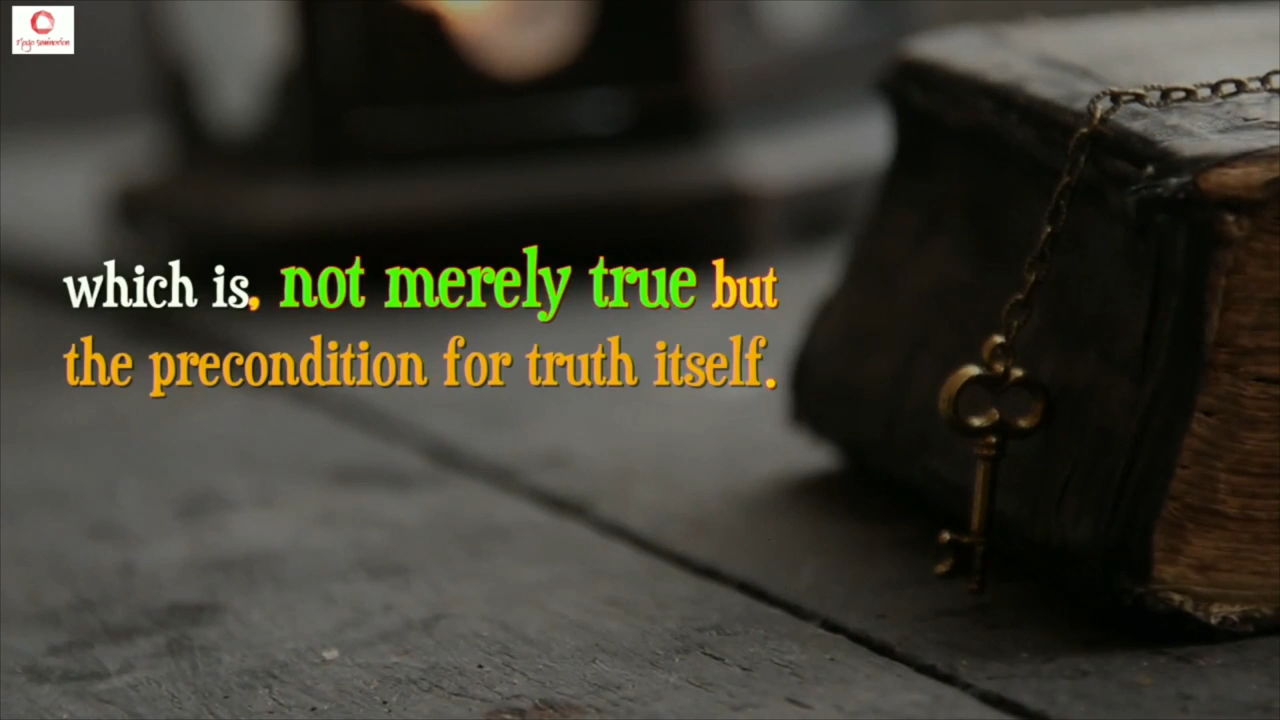 which is, not merely true but
the precondition for truth itself.